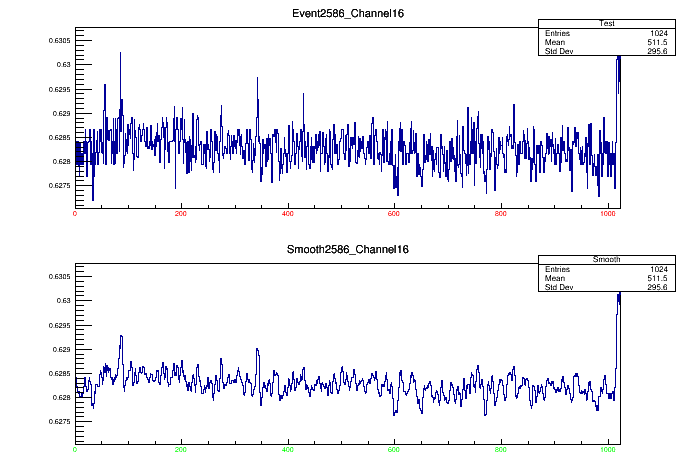 Event2586_Channel16
Test
Entries 1024
Mean 511.5
Std Dev 295.6
0.6305
0.63
0.6295
0.629
0.6285
0.628
0.6275
0 200 400 600 800 1000
Smooth2586_Channel16
Smooth
Entries 1024
Mean 511.5
Std Dev 295.6
0.6305
0.63
0.6295
0.629
0.6285
0.628
0.6275
0 200 400 600 800 1000